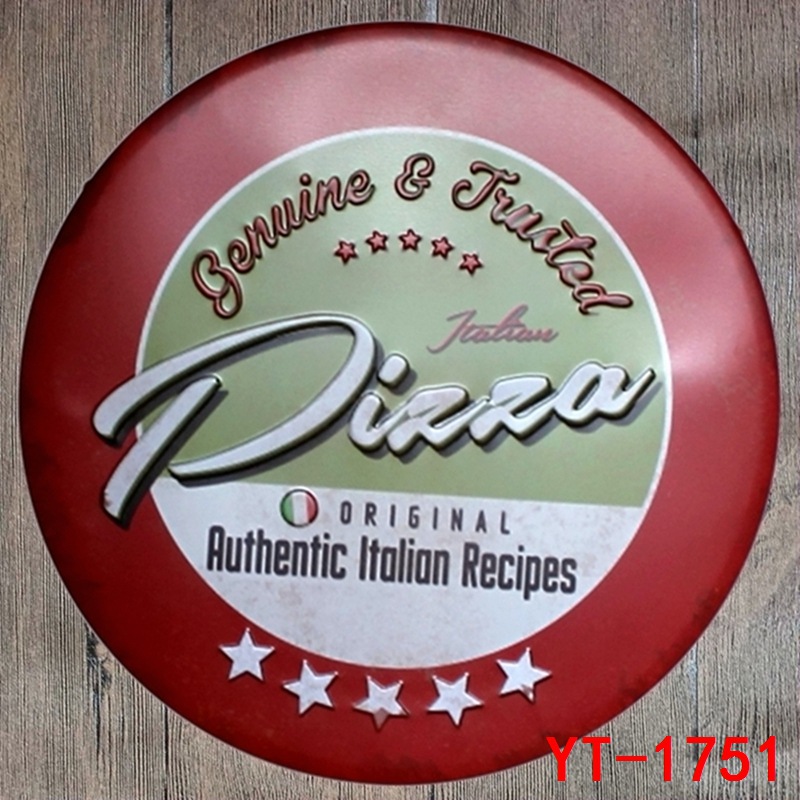 Genuine & Trusted
Italian
Pizza
ORIGINAL
Authentic Italian Recipes
YT-1751